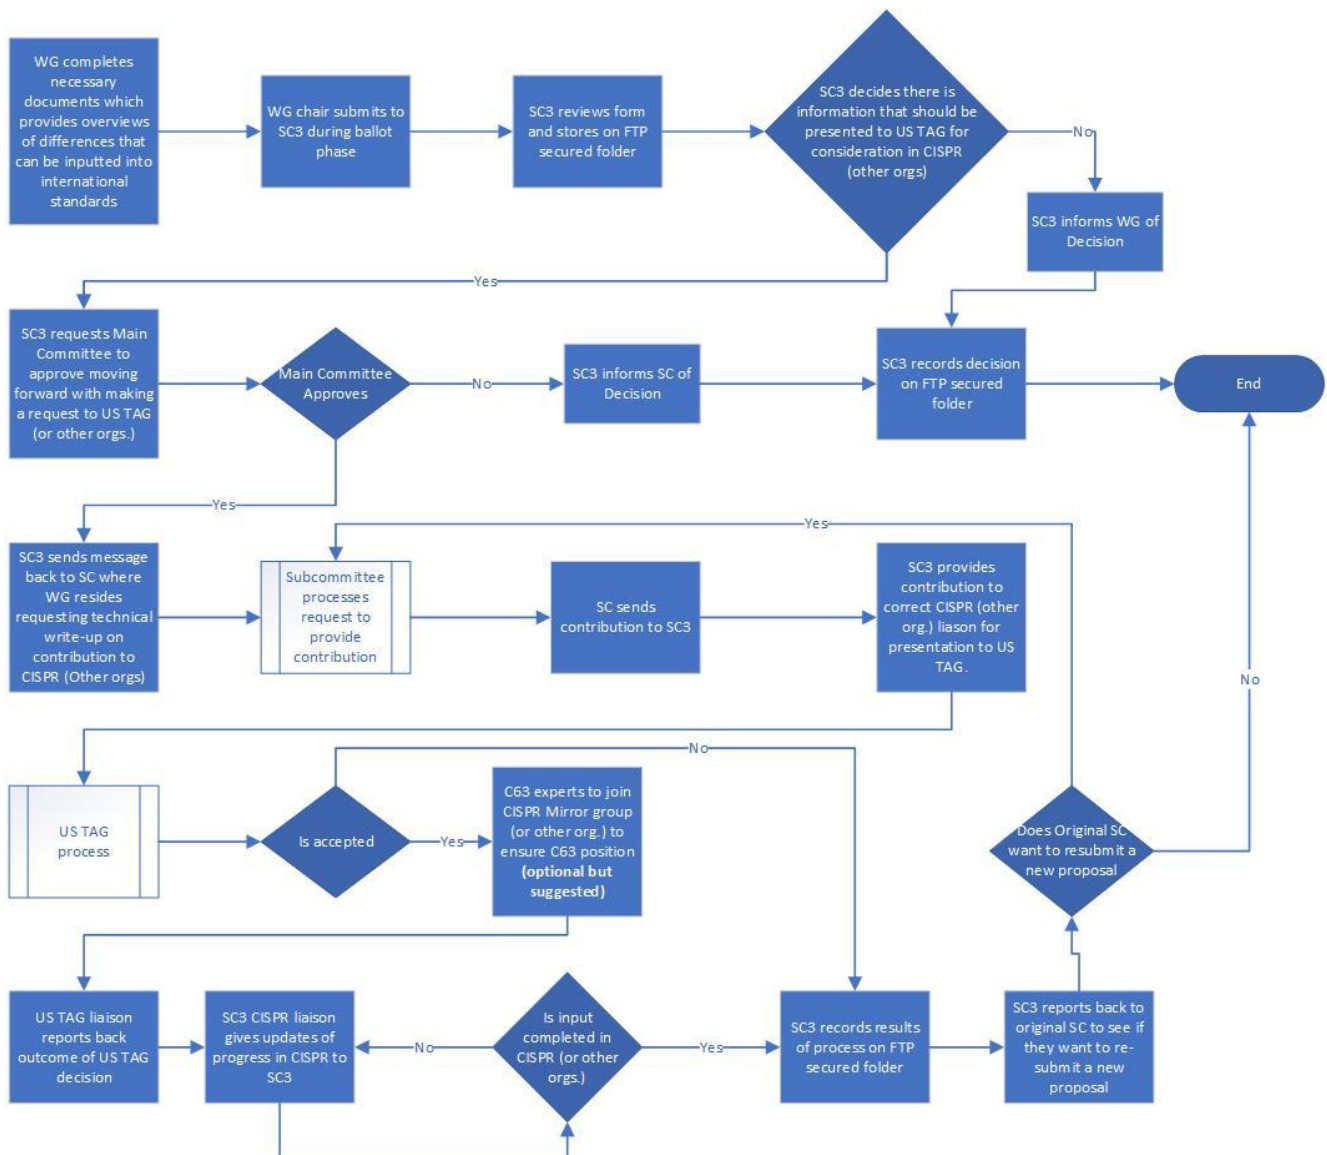 WG completes
necessary
documents which
provides overviews
of differences that
can be inputted into
international
standards
WG chair submits to
SC3 during ballot
phase
SC3 reviews form
and stores on FTP
secured folder
SC3 decides there is
information that should be
presented to US TAG for
consideration in CISPR
(other orgs)
No
SC3 informs WG of
Decision
Yes
SC3 requests Main
Committee to
approve moving
forward with making
a request to US TAG
(or other orgs.)
Main Committee
Approves
No
SC3 informs SC of
Decision
SC3 records decision
on FTP secured
folder
End
Yes
SC3 sends message
back to SC where
WG resides
requesting technical
write-up on
contribution to
CISPR (Other orgs)
Subcommittee
processes
request to
provide
contribution
SC sends
contribution to SC3
SC3 provides
contribution to
correct CISPR (other
org.) liason for
presentation to US
TAG.
Yes
No
US TAG
process
Is accepted
No
Yes
C63 experts to join
CISPR Mirror group
(or other org.) to
ensure C63 position
(optional but
suggested)
Does Original SC
want to resubmit a
new proposal
US TAG liaison
reports back
outcome of US TAG
decision
SC3 CISPR liaison
gives updates of
progress in CISPR to
SC3
No
Is input
completed in
CISPR (or other
orgs.)
Yes
SC3 records results
of process on FTP
secured folder
SC3 reports back to
original SC to see if
they want to re-
submit a new
proposal